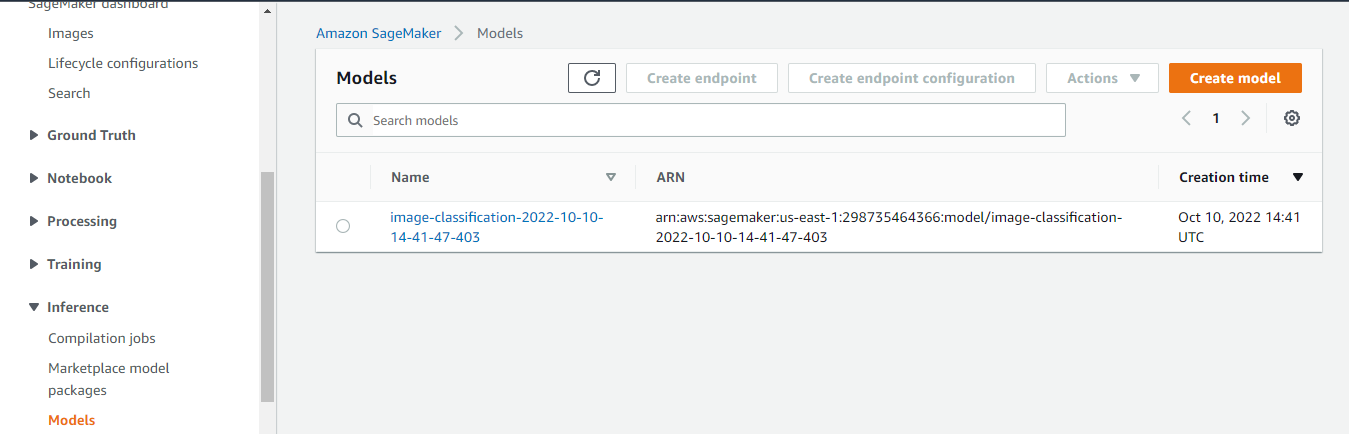 SageMaker dashboard
Images
Lifecycle configurations
Search
Ground Truth
Notebook
Processing
Training
Inference
Compilation jobs
Marketplace model
packages
Models
Amazon SageMaker > Models
Models
Create endpoint
Create endpoint configuration
Actions
Create model
Search models
1
Name
ARN
Creation time
image-classification-2022-10-10-
14-41-47-403
arn:aws:sagemaker:us-east-1:298735464366:model/image-classification-
2022-10-10-14-41-47-403
Oct 10, 2022 14:41
UTC